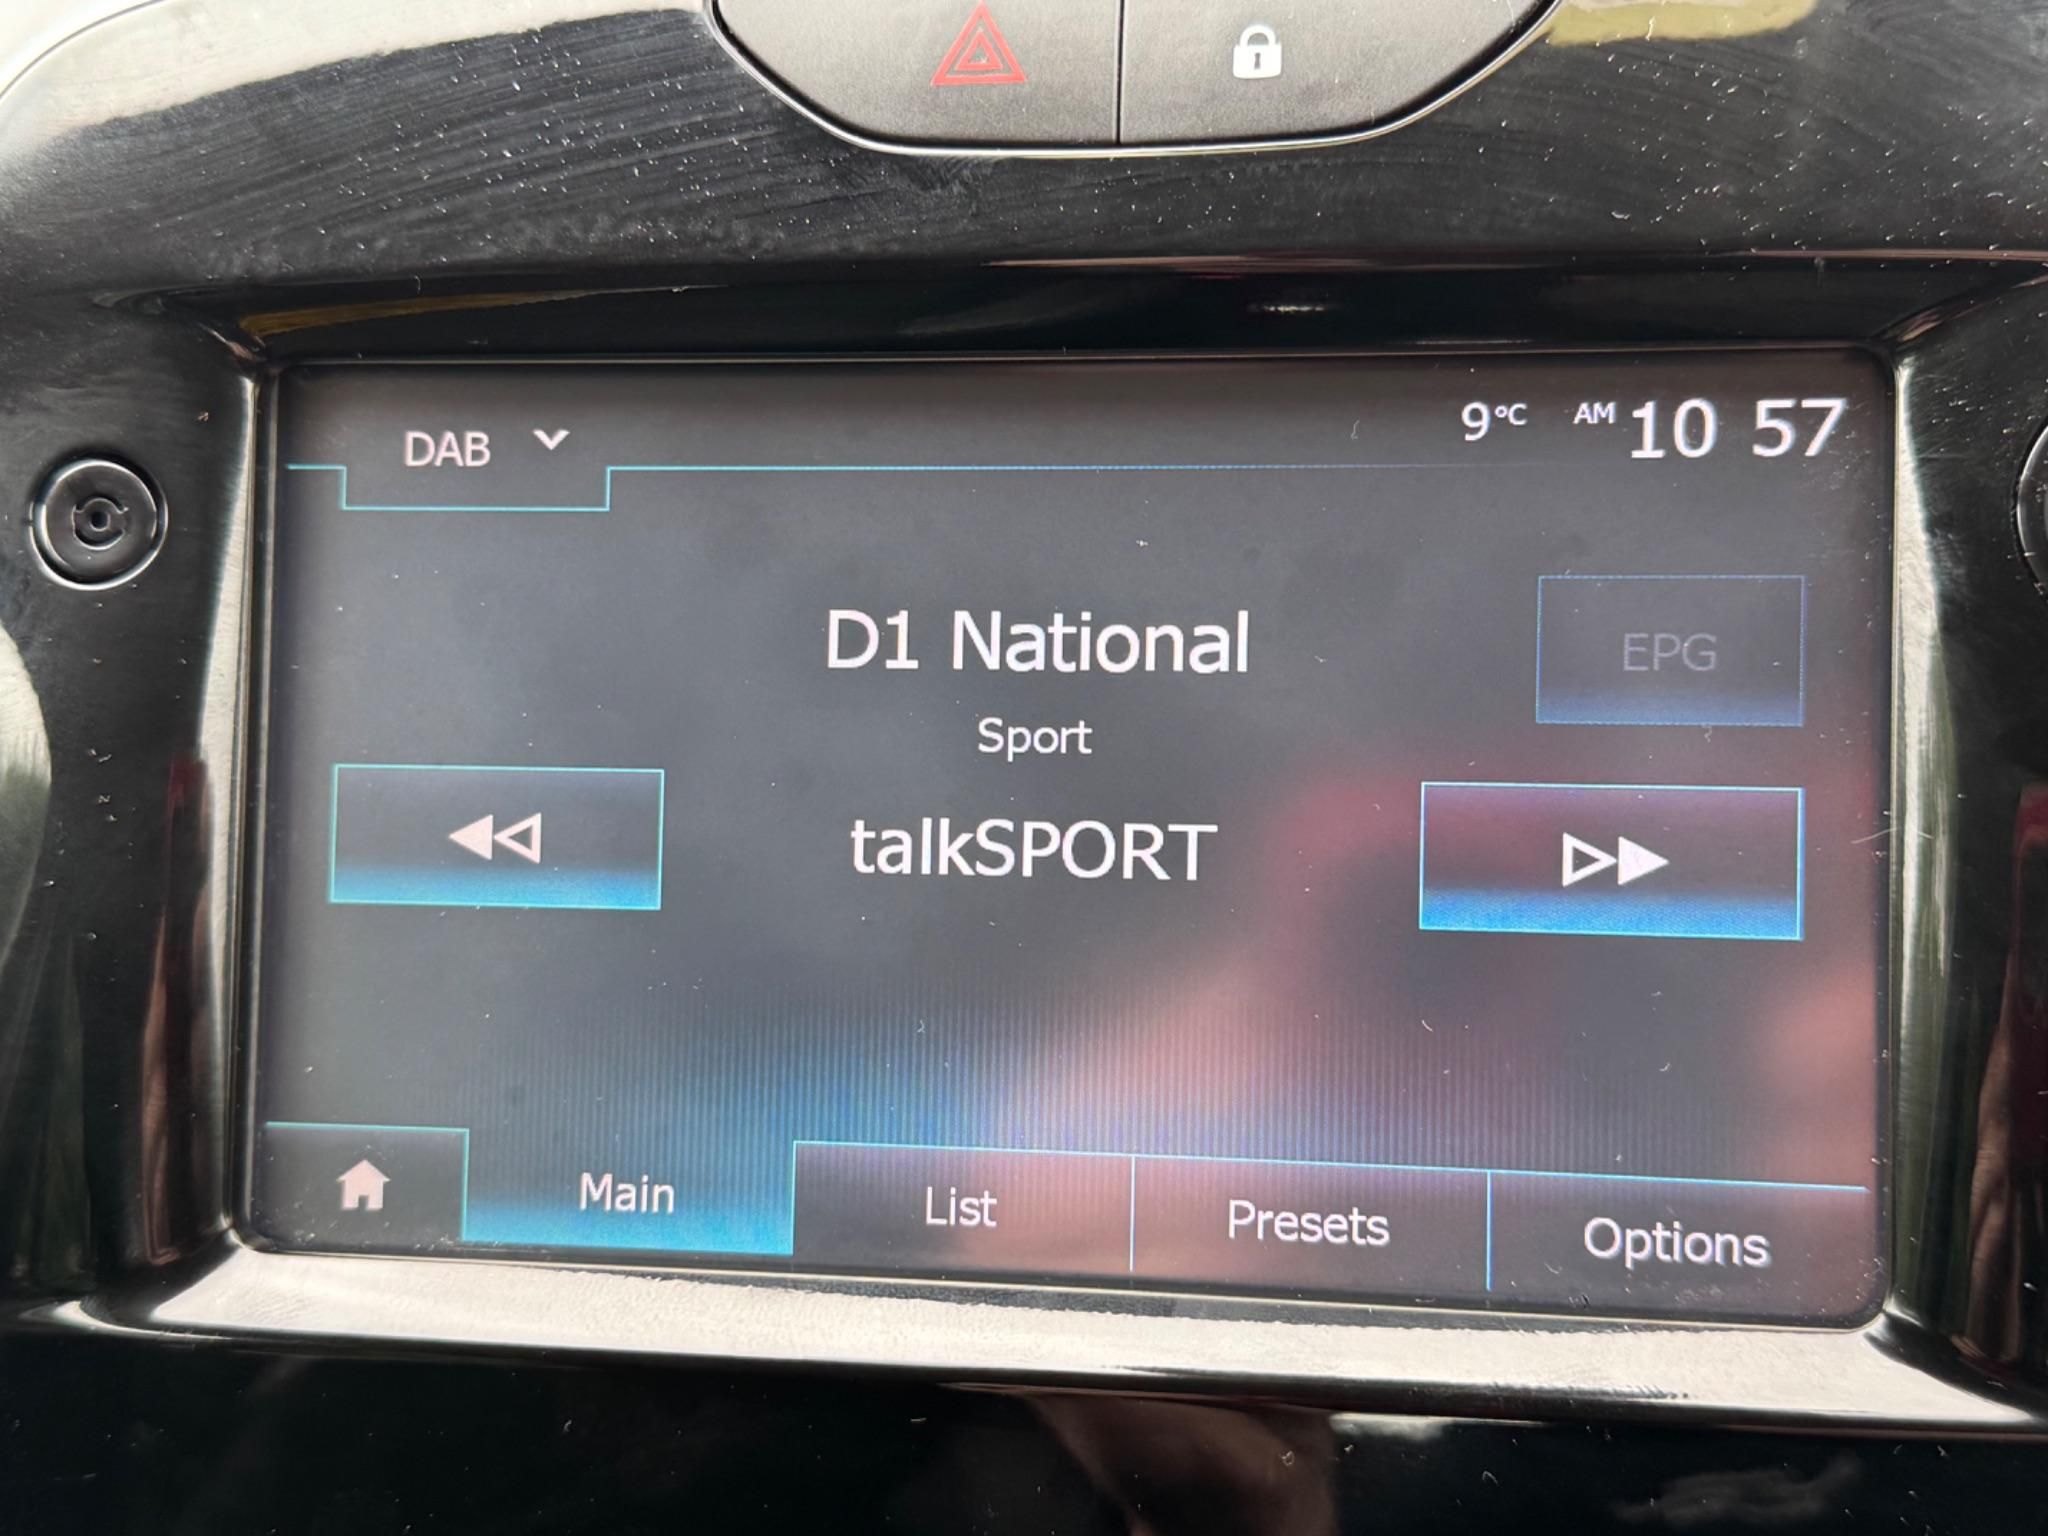 DAB
9°C AM 10 57
D1 National
EPG
Sport
talkSPORT
Main
List
Presets
Options